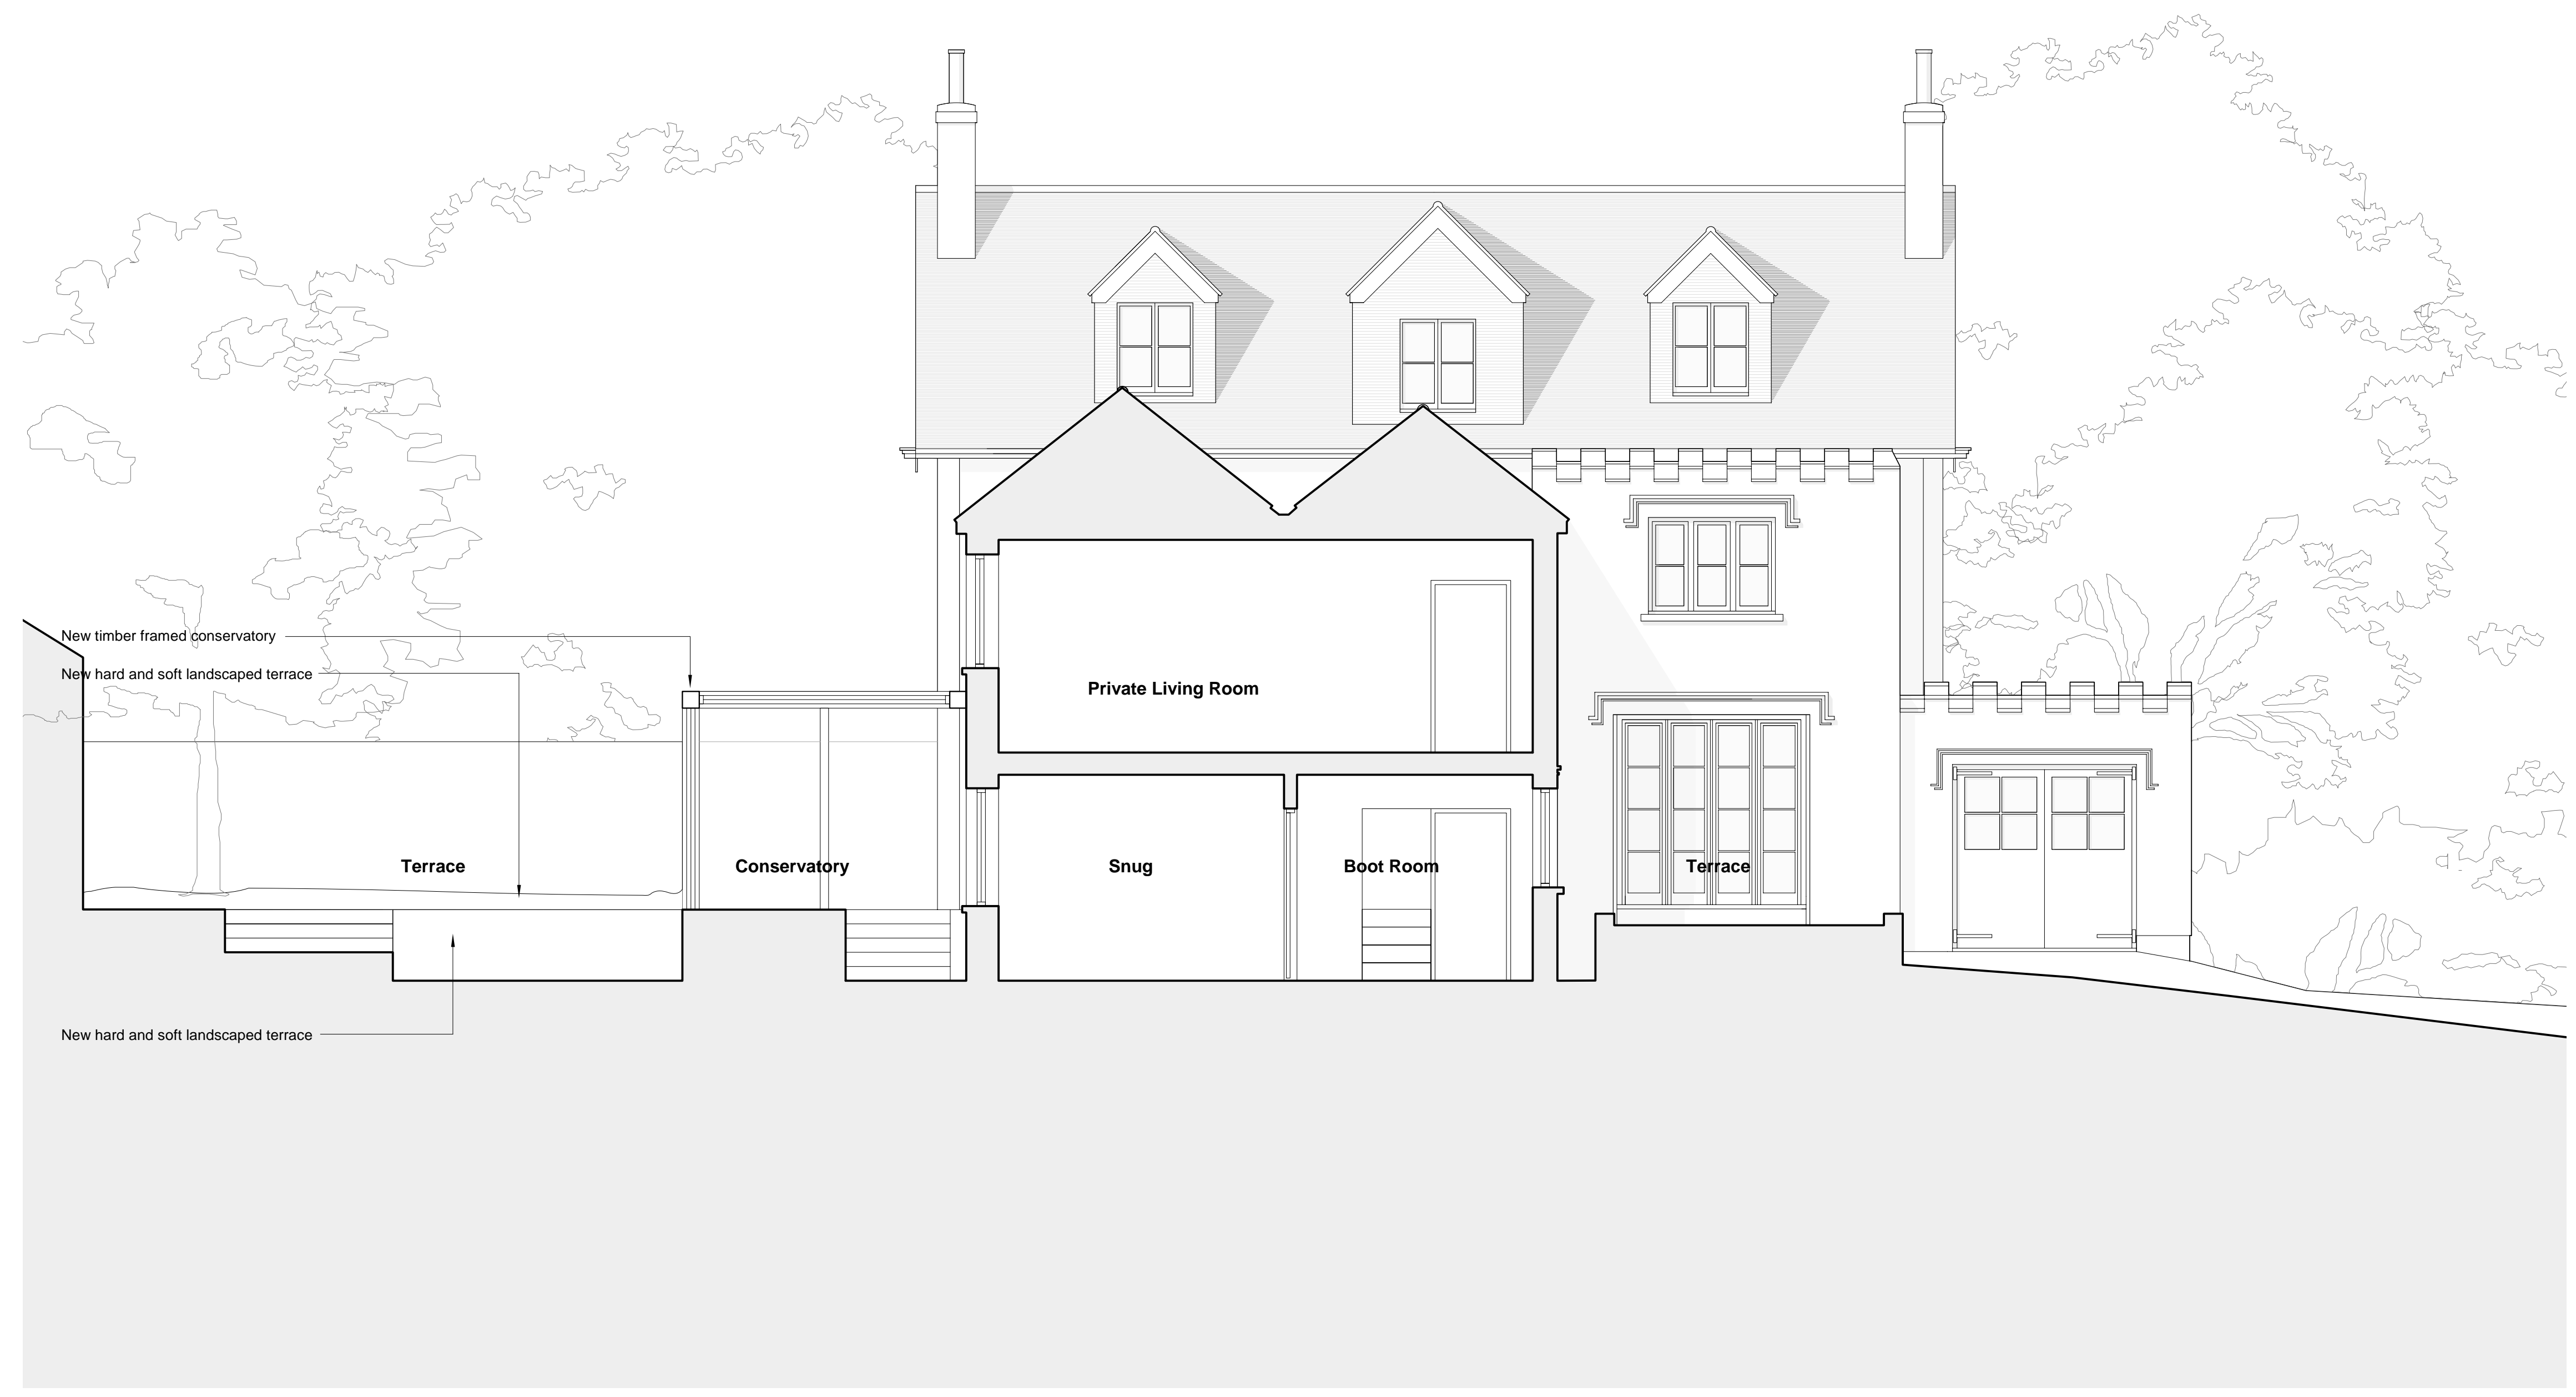 New timber framed conservatory
New hard and soft landscaped terrace
Private Living Room
Terrace
Conservatory
Snug
Boot Room
Terrace
New hard and soft landscaped terrace